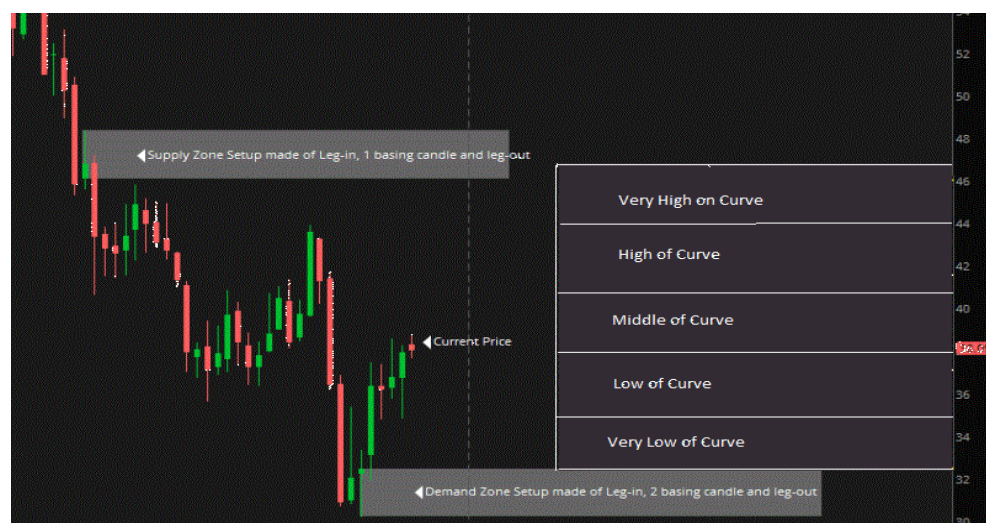 54
52
50
48
Supply Zone Setup made of Leg-in, 1 basing candle and leg-out
46
Very High on Curve
44
High of Curve
42
40
Middle of Curve
Current Price
Low of Curve
36
Very Low of Curve
34
32
Demand Zone Setup made of Leg-in, 2 basing candle and leg-out
30